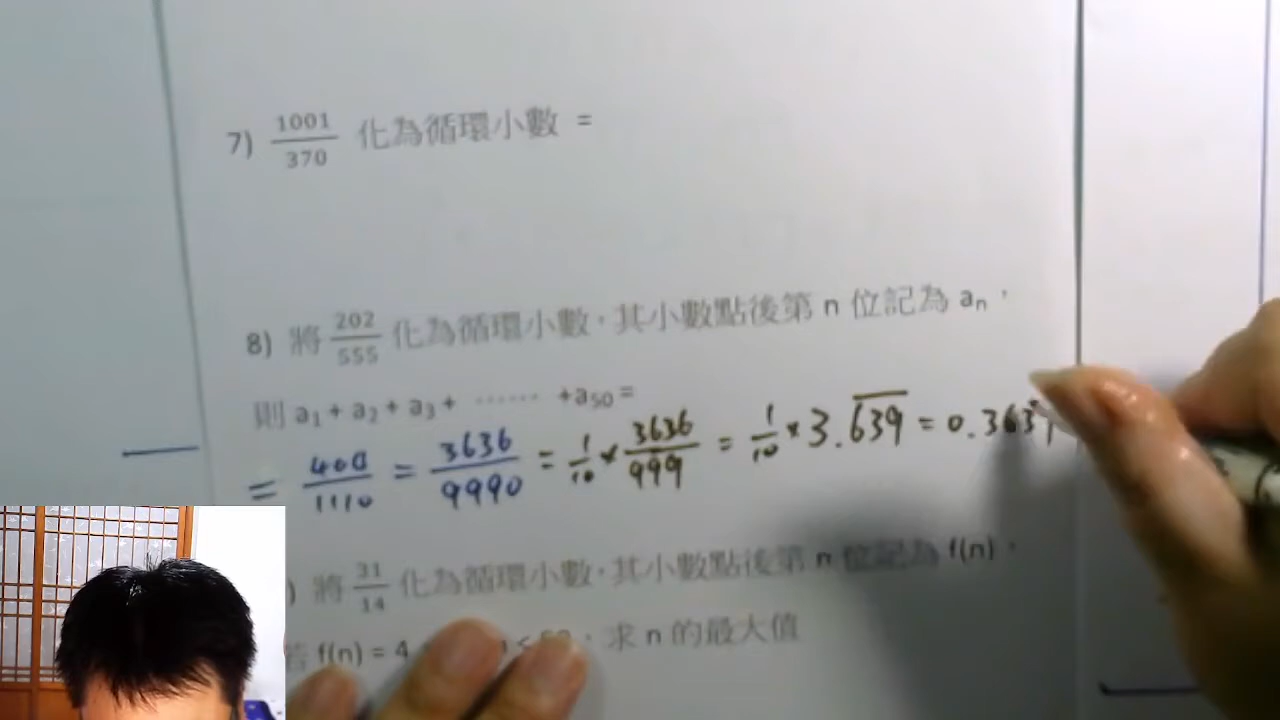 7) 1001/370 化為循環小數 =
8) 將 202/555 化為循環小數，其小數點後第 n 位記為 aₙ，
則 a₁ + a₂ + a₃ + ⋯⋯ +a₅₀ =
= 404/1110 = 3636/9990 = 1/10 × 3636/999 = 1/10 × 3.6̅3̅9̅ = 0.363
) 將 31/14 化為循環小數，其小數點後第 n 位記為 f(n)，
若 f(n) = 4 求 n 的最大值